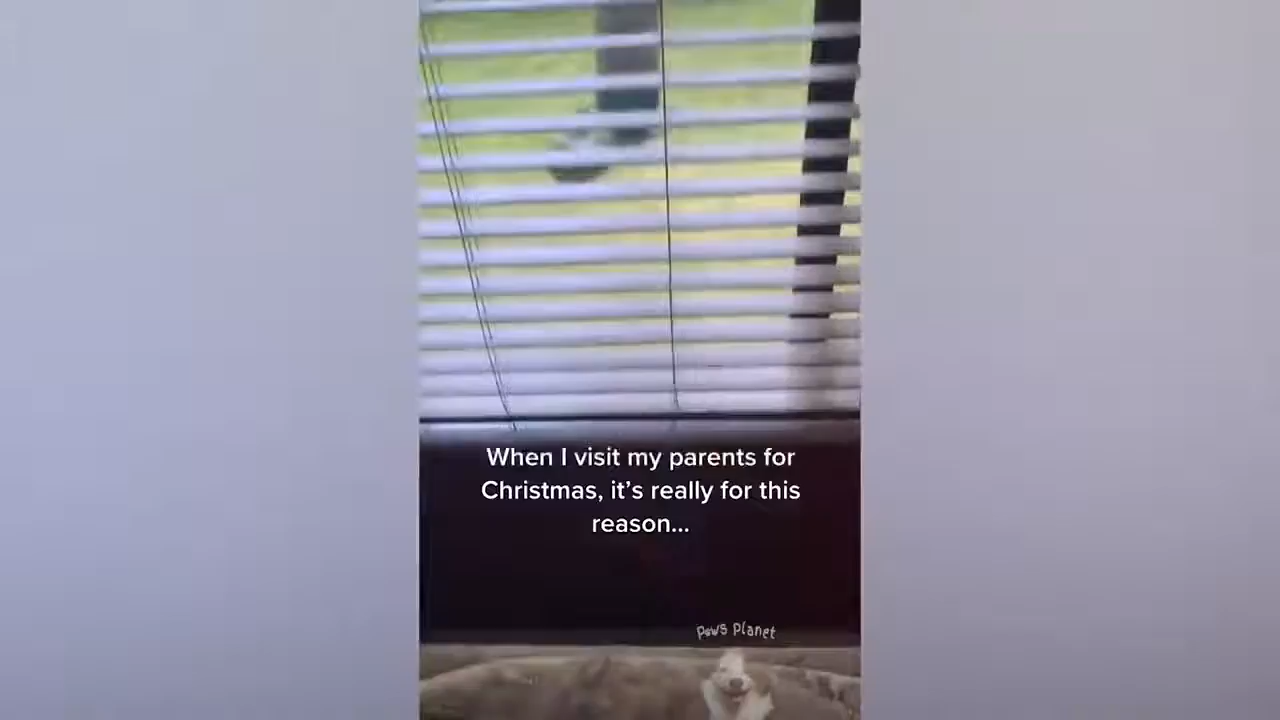 When I visit my parents for
Christmas, it’s really for this
reason...
Paws Planet